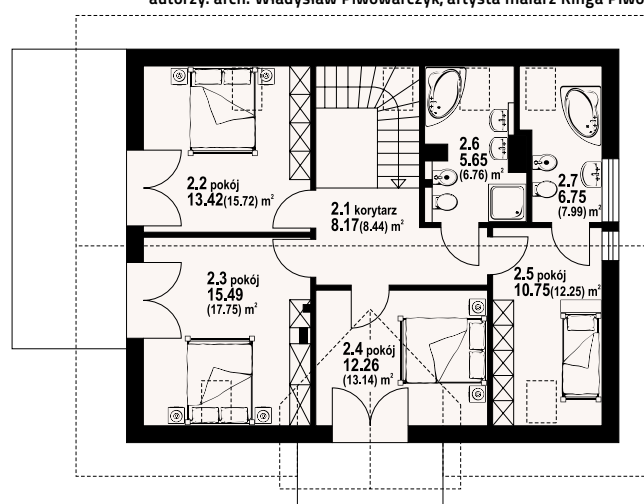 autorzy: arch. Władysław Piwowarczyk, artysta malarz Kinga
2.2 pokój
13.42(15.72) m²
2.1 korytarz
8.17(8.44) m²
2.6
5.65
(6.76) m²
2.7
6.75
(7.99) m²
2.3 pokój
15.49
(17.75) m²
2.5 pokój
10.75(12.25) m²
2.4 pokój
12.26
(13.14) m²